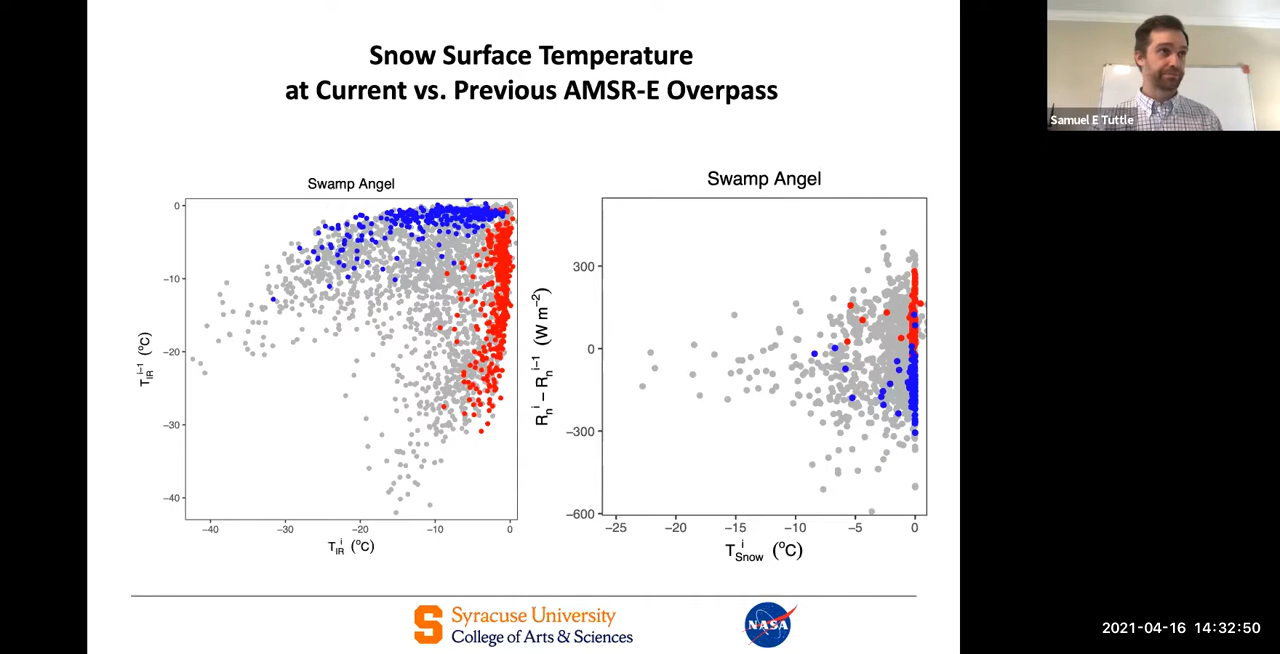 Snow Surface Temperature
at Current vs. Previous AMSR-E Overpass
Samuel E Tuttle
Swamp Angel
0
−10
−20
−30
−40
T_IR^i-1 (°C)
−40
−30
−20
−10
0
T_IR^i (°C)
Swamp Angel
300
0
−300
−600
R_n^i − R_n^i−1 (W m⁻²)
−25
−20
−15
−10
−5
0
T_Snow^i (°C)
S Syracuse University
College of Arts & Sciences
NASA
2021-04-16 14:32:50